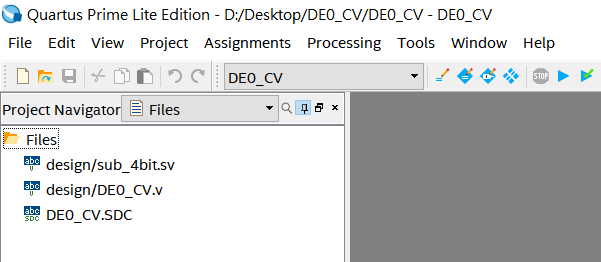 Quartus Prime Lite Edition - D:/Desktop/DE0_CV/DE0_CV - DE0_CV
File Edit View Project Assignments Processing Tools Window Help
DE0_CV STOP
Project Navigator Files
Files
abc design/sub_4bit.sv
abc design/DE0_CV.v
abc SDC DE0_CV.SDC